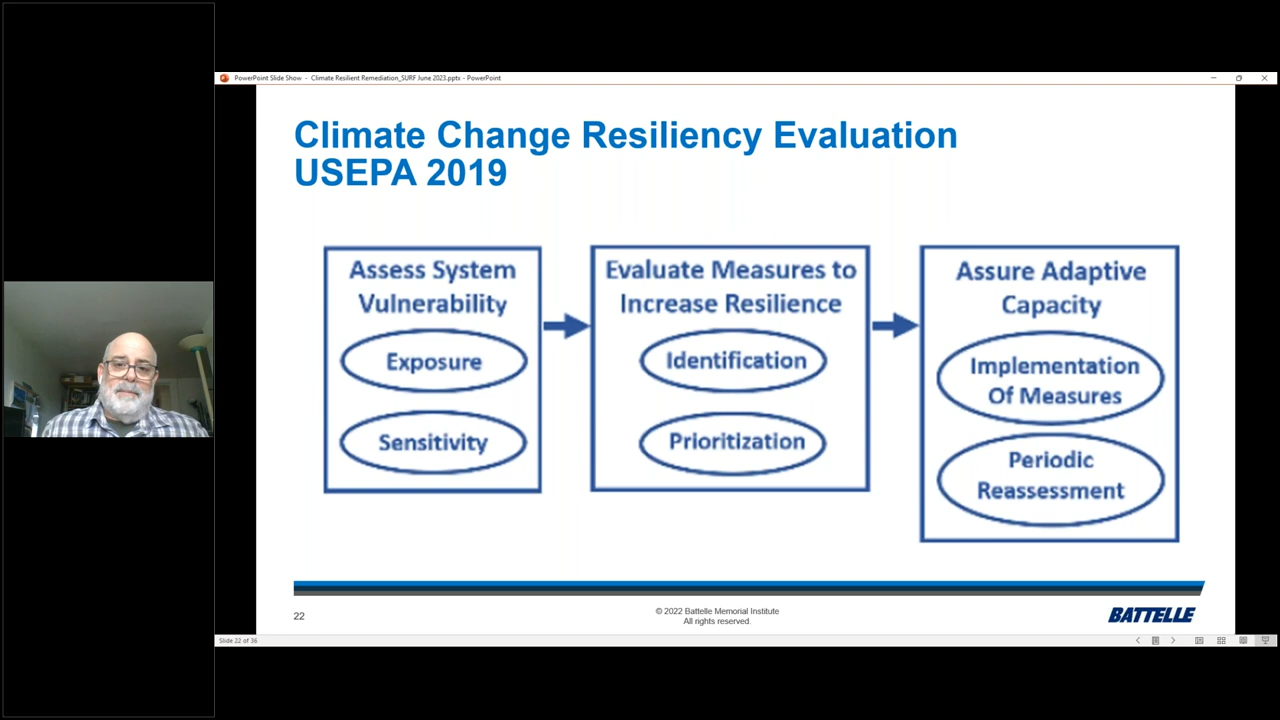 PowerPoint Slide Show - Climate Resilient Remediation_SURF June 2023.pptx - PowerPoint
Climate Change Resiliency Evaluation
USEPA 2019
Assess System
Vulnerability
Exposure
Sensitivity
Evaluate Measures to
Increase Resilience
Identification
Prioritization
Assure Adaptive
Capacity
Implementation
Of Measures
Periodic
Reassessment
22
© 2022 Battelle Memorial Institute
All rights reserved.
BATTELLE
Slide 22 of 36